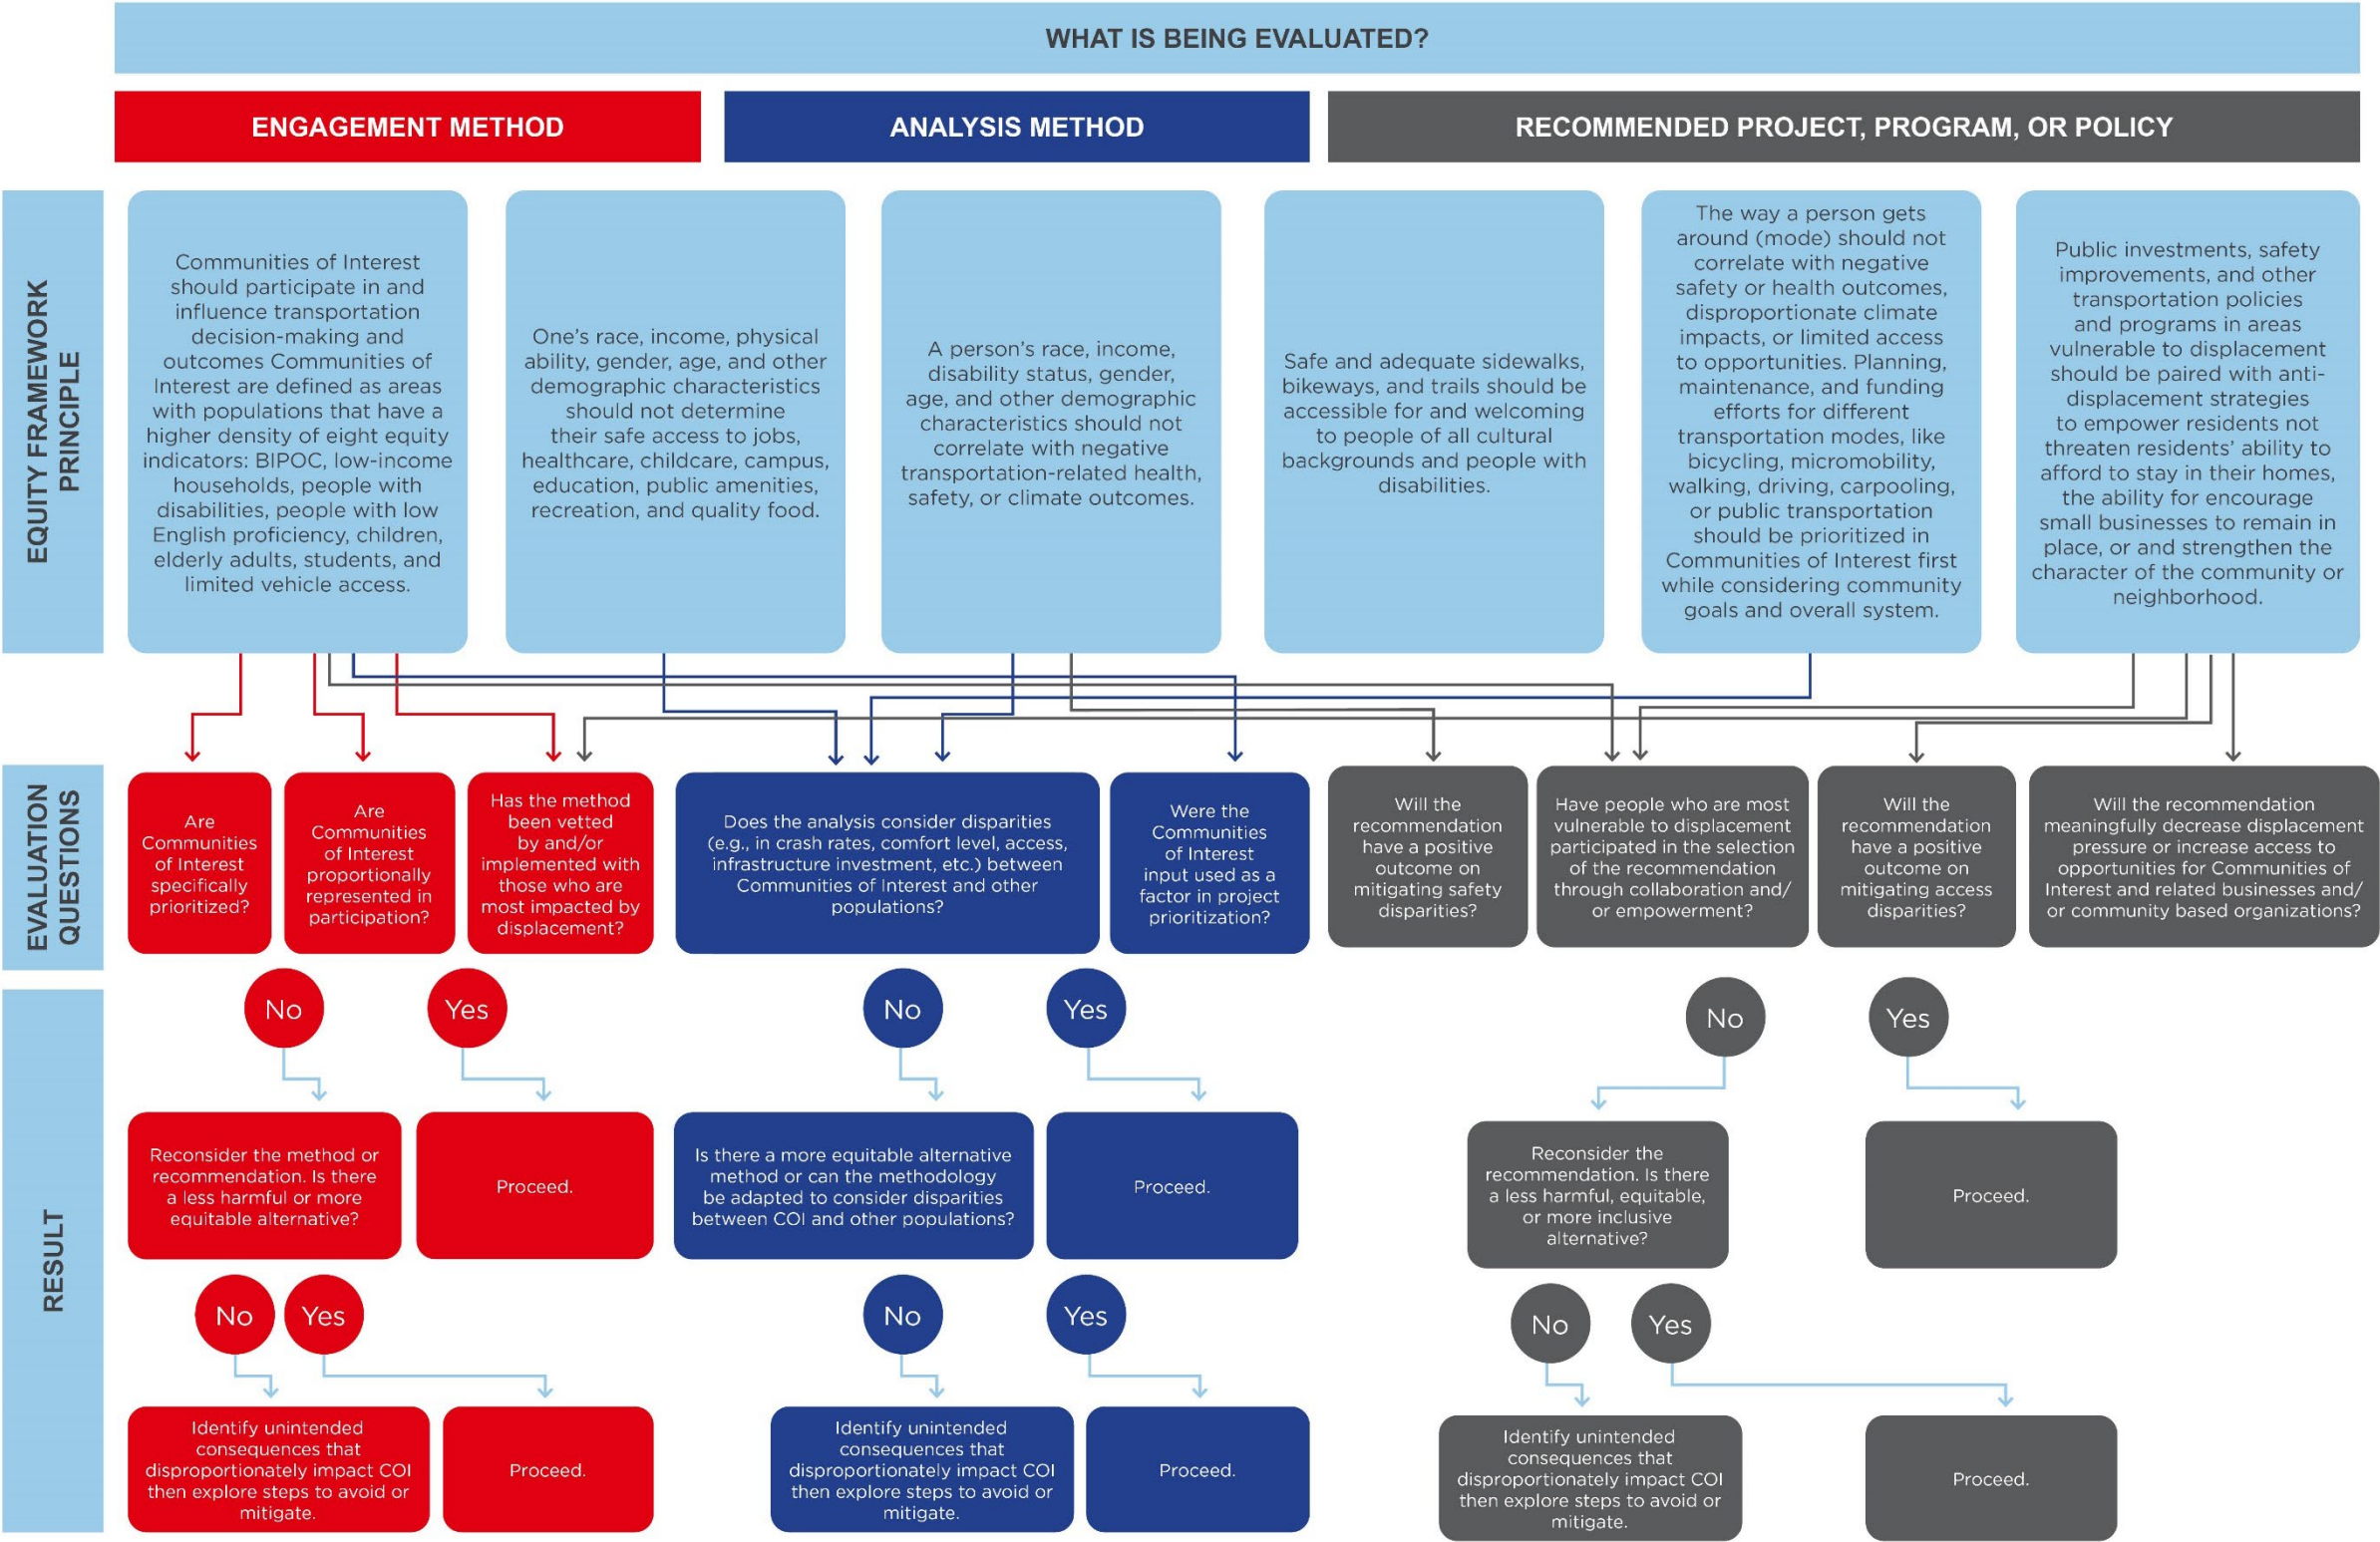 WHAT IS BEING EVALUATED?
ENGAGEMENT METHOD
ANALYSIS METHOD
RECOMMENDED PROJECT, PROGRAM, OR POLICY
EQUITY FRAMEWORK
PRINCIPLE
Communities of Interest
should participate in and
influence transportation
decision-making and
outcomes Communities of
Interest are defined as areas
with populations that have a
higher density of eight equity
indicators: BIPOC, low-income
households, people with
disabilities, people with low
English proficiency, children,
elderly adults, students, and
limited vehicle access.
One's race, income, physical
ability, gender, age, and other
demographic characteristics
should not determine
their safe access to jobs,
healthcare, childcare, campus,
education, public amenities,
recreation, and quality food.
A person's race, income,
disability status, gender,
age, and other demographic
characteristics should not
correlate with negative
transportation-related health,
safety, or climate outcomes.
Safe and adequate sidewalks,
bikeways, and trails should be
accessible for and welcoming
to people of all cultural
backgrounds and people with
disabilities.
The way a person gets
around (mode) should not
correlate with negative
safety or health outcomes,
disproportionate climate
impacts, or limited access
to opportunities. Planning,
maintenance, and funding
efforts for different
transportation modes, like
bicycling, micromobility,
walking, driving, carpooling,
or public transportation
should be prioritized in
Communities of Interest first
while considering community
goals and overall system.
Public investments, safety
improvements, and other
transportation policies
and programs in areas
vulnerable to displacement
should be paired with anti-
displacement strategies
to empower residents not
threaten residents' ability to
afford to stay in their homes,
the ability for encourage
small businesses to remain in
place, or and strengthen the
character of the community or
neighborhood.
EVALUATION
QUESTIONS
Are
Communities
of Interest
specifically
prioritized?
Are
Communities
of Interest
proportionally
represented in
participation?
Has the method
been vetted
by and/or
implemented with
those who are
most impacted by
displacement?
Does the analysis consider disparities
(e.g., in crash rates, comfort level, access,
infrastructure investment, etc.) between
Communities of Interest and other
populations?
Were the
Communities
of Interest
input used as a
factor in project
prioritization?
Will the
recommendation
have a positive
outcome on
mitigating safety
disparities?
Have people who are most
vulnerable to displacement
participated in the selection
of the recommendation
through collaboration and/
or empowerment?
Will the
recommendation
have a positive
outcome on
mitigating access
disparities?
Will the recommendation
meaningfully decrease displacement
pressure or increase access to
opportunities for Communities of
Interest and related businesses and/
or community based organizations?
RESULT
No
Yes
No
Yes
No
Yes
Reconsider the method or
recommendation. Is there
a less harmful or more
equitable alternative?
Proceed.
Is there a more equitable alternative
method or can the methodology
be adapted to consider disparities
between COI and other populations?
Proceed.
Reconsider the
recommendation. Is there
a less harmful, equitable,
or more inclusive
alternative?
Proceed.
No
Yes
No
Yes
No
Yes
Identify unintended
consequences that
disproportionately impact COI
then explore steps to avoid or
mitigate.
Proceed.
Identify unintended
consequences that
disproportionately impact COI
then explore steps to avoid or
mitigate.
Proceed.
Identify unintended
consequences that
disproportionately impact COI
then explore steps to avoid or
mitigate.
Proceed.